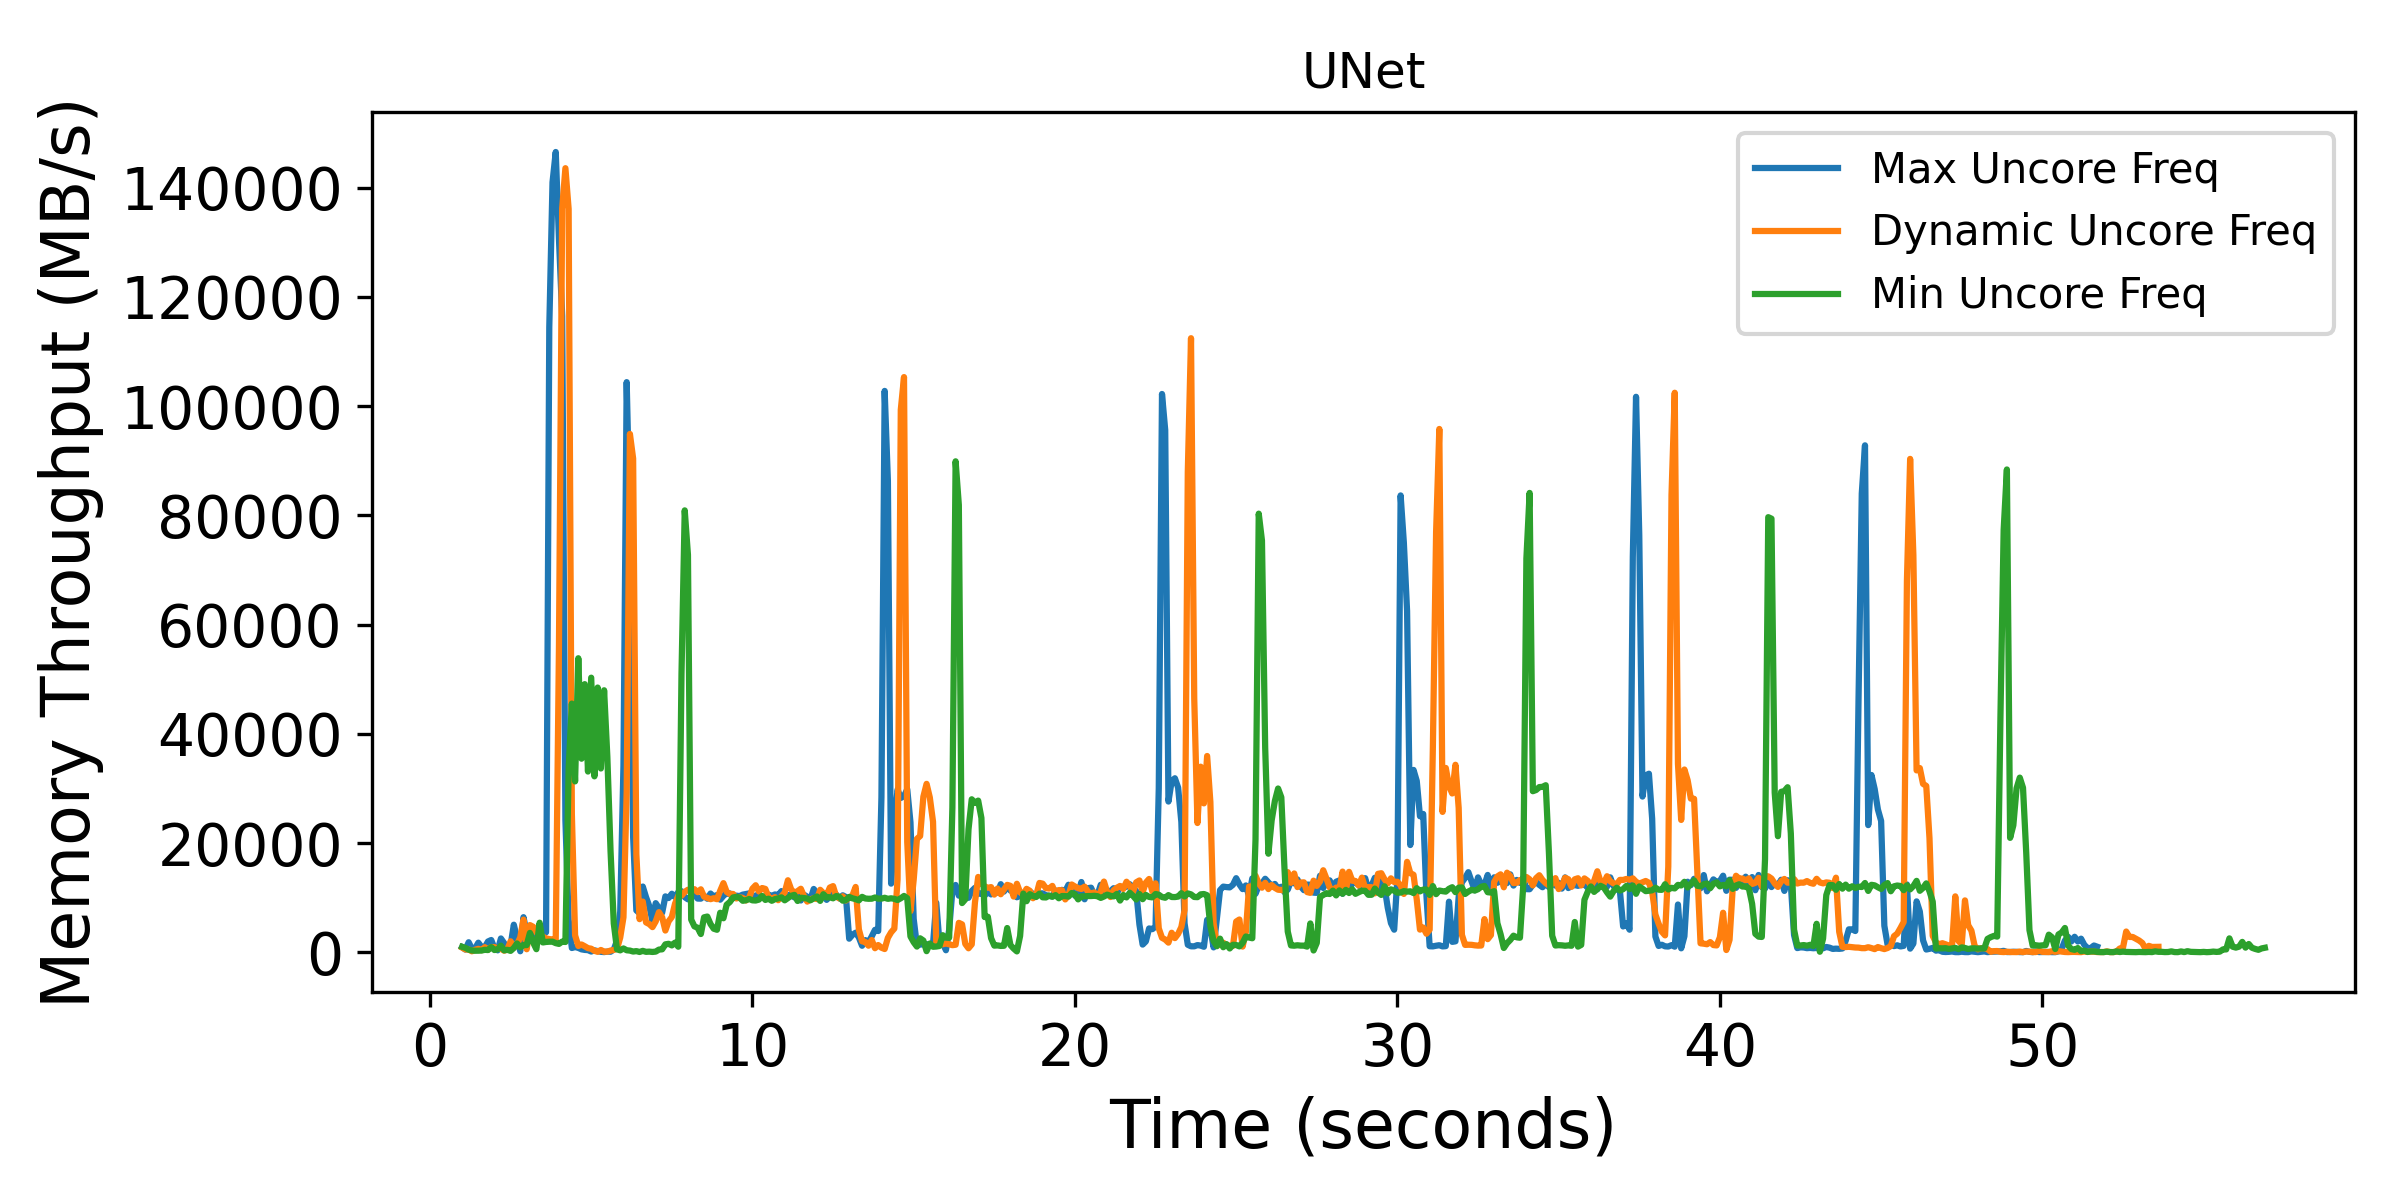 UNet
Memory Throughput (MB/s)
140000
120000
100000
80000
60000
40000
20000
0
Max Uncore Freq
Dynamic Uncore Freq
Min Uncore Freq
0 10 20 30 40 50
Time (seconds)